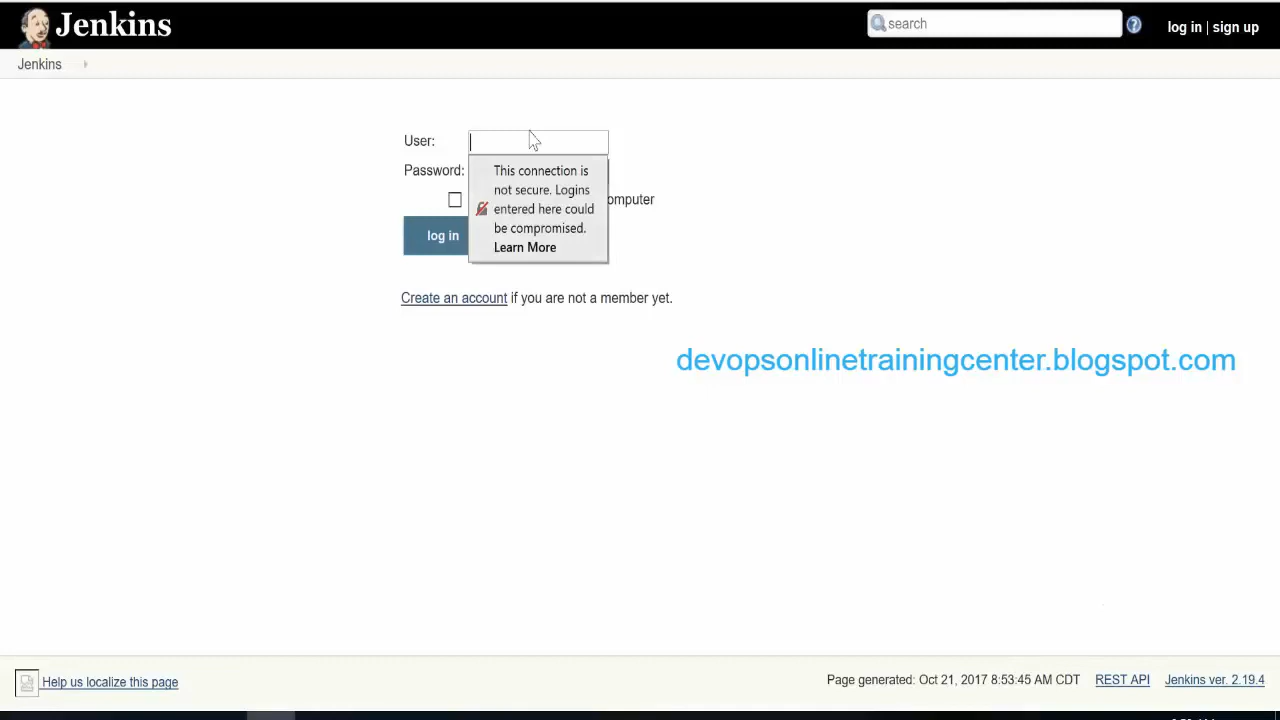 Jenkins
search
log in | sign up
Jenkins
User:
Password:
This connection is
not secure. Logins
entered here could
be compromised.
Learn More
omputer
log in
Create an account if you are not a member yet.
devopsonlinetrainingcenter.blogspot.com
Help us localize this page
Page generated: Oct 21, 2017 8:53:45 AM CDT
REST API
Jenkins ver. 2.19.4